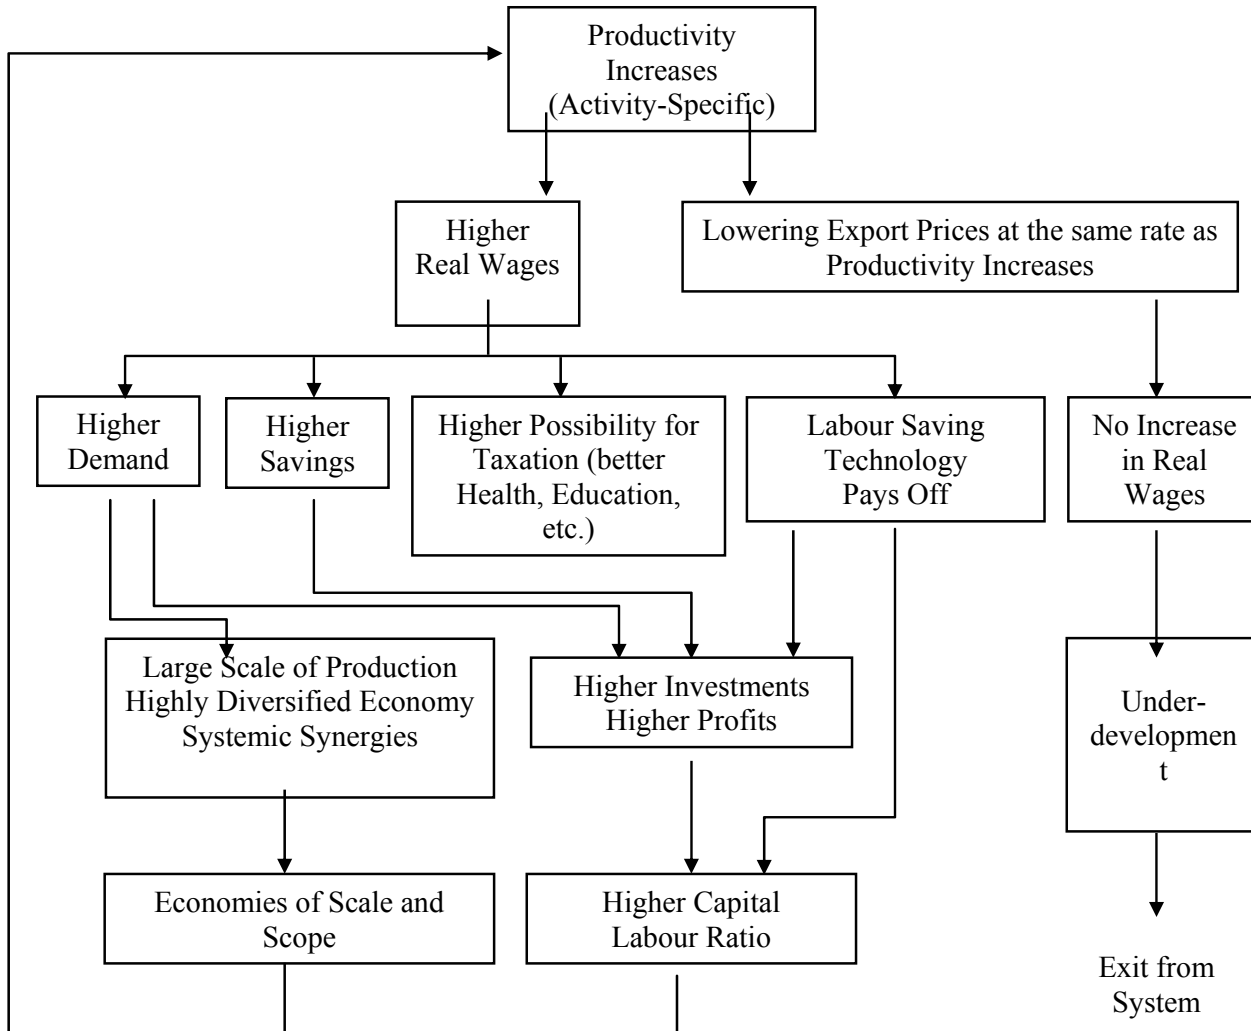 Productivity
Increases
(Activity-Specific)
Higher
Real Wages
Lowering Export Prices at the same rate as
Productivity Increases
Higher
Demand
Higher
Savings
Higher Possibility for
Taxation (better
Health, Education,
etc.)
Labour Saving
Technology
Pays Off
No Increase
in Real
Wages
Large Scale of Production
Highly Diversified Economy
Systemic Synergies
Higher Investments
Higher Profits
Under-
developmen
t
Economies of Scale and
Scope
Higher Capital
Labour Ratio
Exit from
System